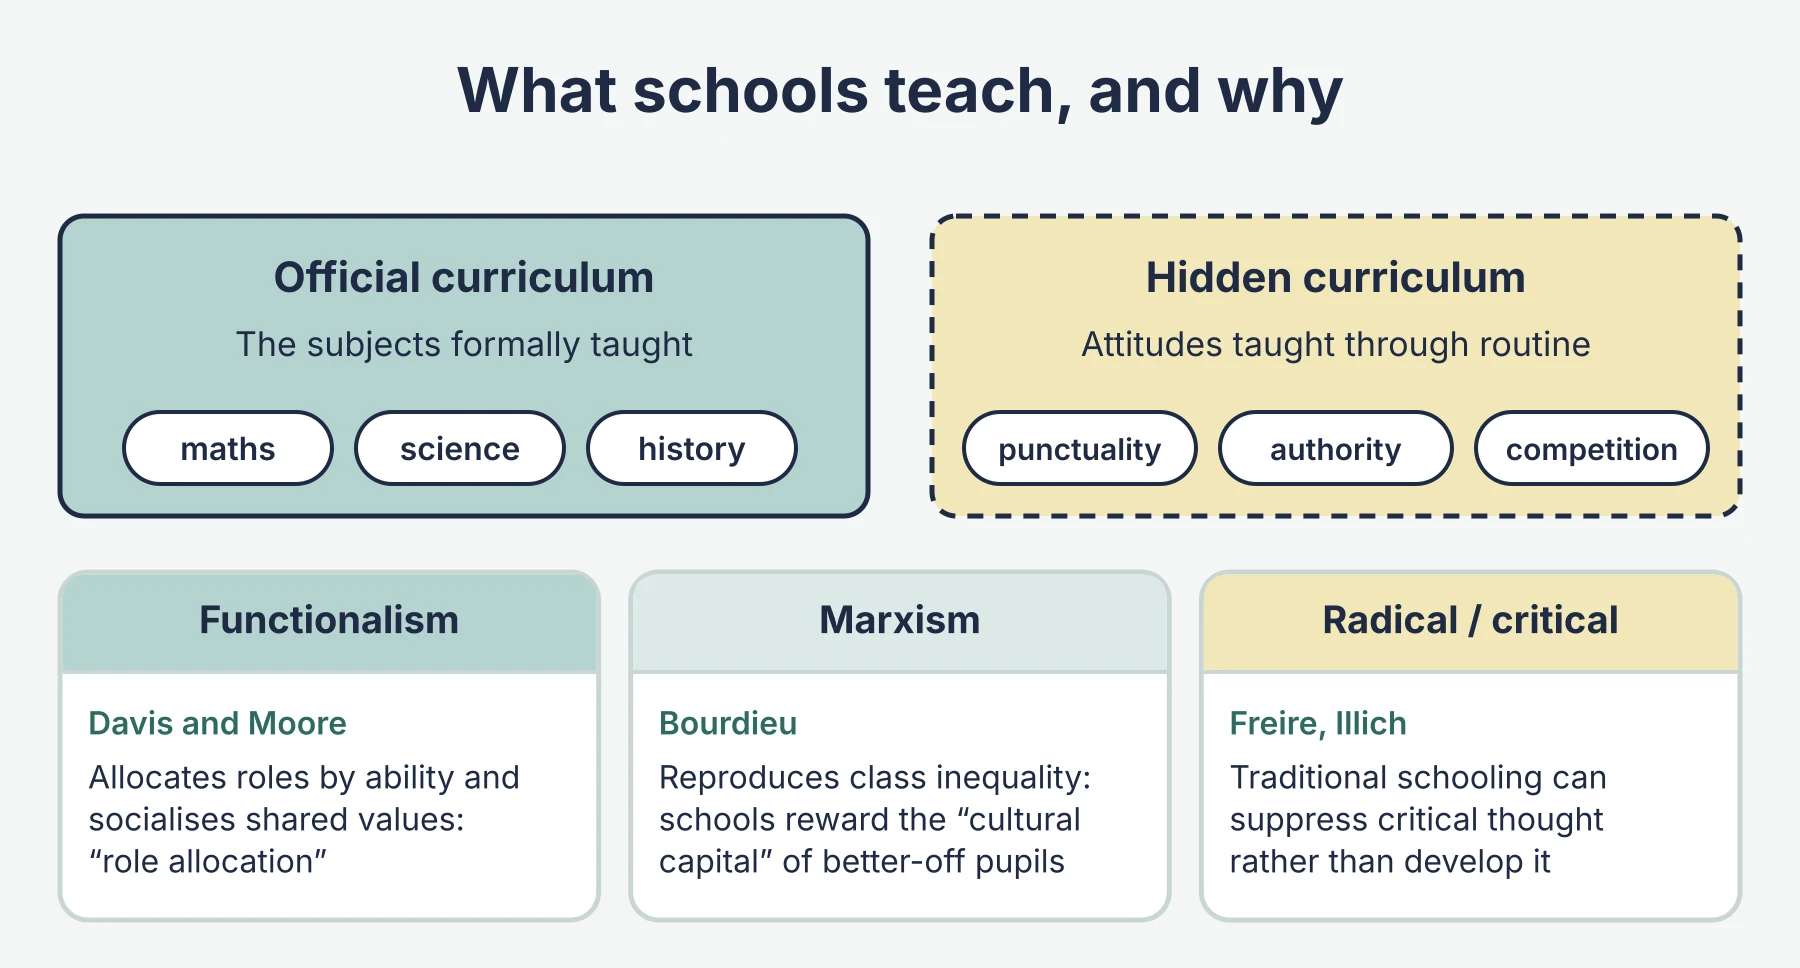 What schools teach, and why
Official curriculum
The subjects formally taught
maths
science
history
Hidden curriculum
Attitudes taught through routine
punctuality
authority
competition
Functionalism
Davis and Moore
Allocates roles by ability and
socialises shared values:
“role allocation”
Marxism
Bourdieu
Reproduces class inequality:
schools reward the “cultural
capital” of better-off pupils
Radical / critical
Freire, Illich
Traditional schooling can
suppress critical thought
rather than develop it